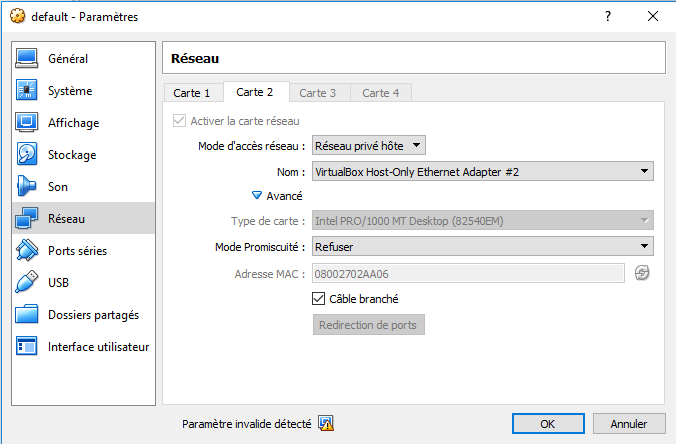 default - Paramètres
?
Général
Système
Affichage
Stockage
Son
Réseau
Ports séries
USB
Dossiers partagés
Interface utilisateur
Réseau
Carte 1 Carte 2 Carte 3 Carte 4
Activer la carte réseau
Mode d'accès réseau : Réseau privé hôte
Nom : VirtualBox Host-Only Ethernet Adapter #2
Avancé
Type de carte : Intel PRO/1000 MT Desktop (82540EM)
Mode Promiscuité : Refuser
Adresse MAC : 08002702AA06
Câble branché
Redirection de ports
Paramètre invalide détecté
OK Annuler